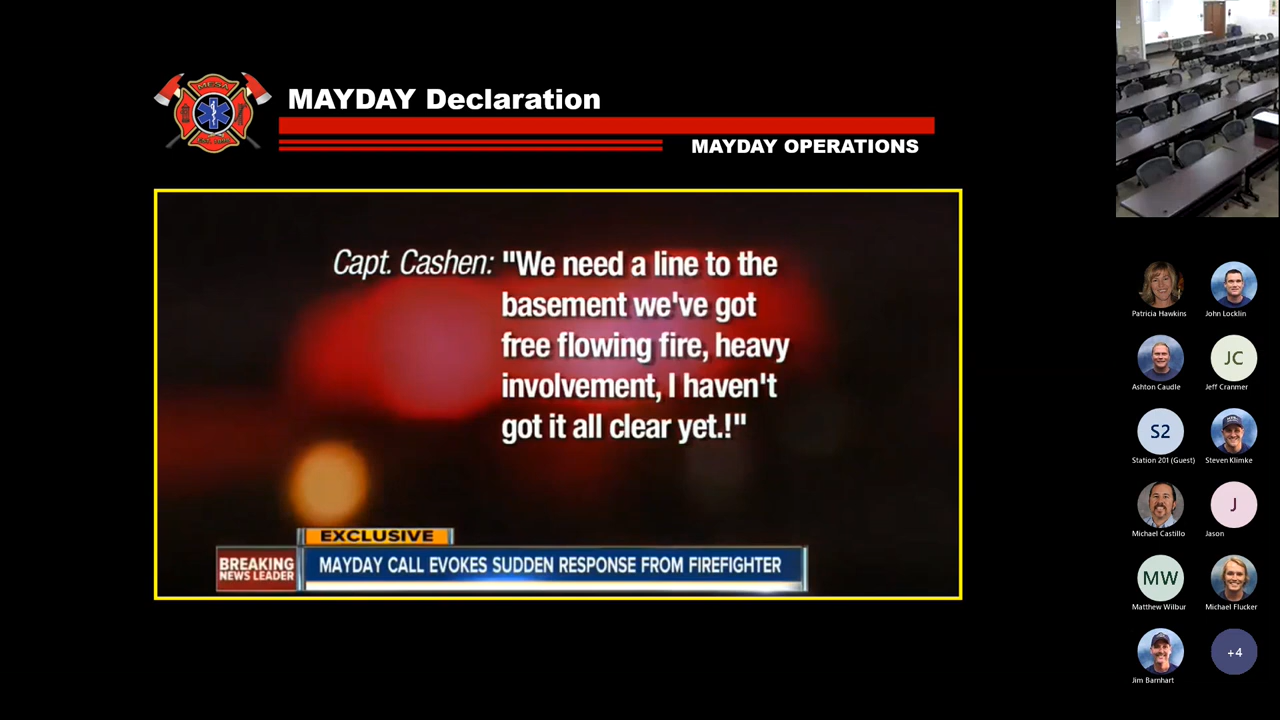 MAYDAY Declaration
MAYDAY OPERATIONS
MESA
Capt. Cashen: "We need a line to the
basement we've got
free flowing fire, heavy
involvement, I haven't
got it all clear yet.!"
EXCLUSIVE
BREAKING
NEWS LEADER
MAYDAY CALL EVOKES SUDDEN RESPONSE FROM FIREFIGHTER
Patricia Hawkins
John Locklin
Ashton Caudle
JC
Jeff Cranmer
S2
Station 201 (Guest)
Steven Klimke
Michael Castillo
J
Jason
MW
Matthew Wilbur
Michael Flucker
Jim Barnhart
+4